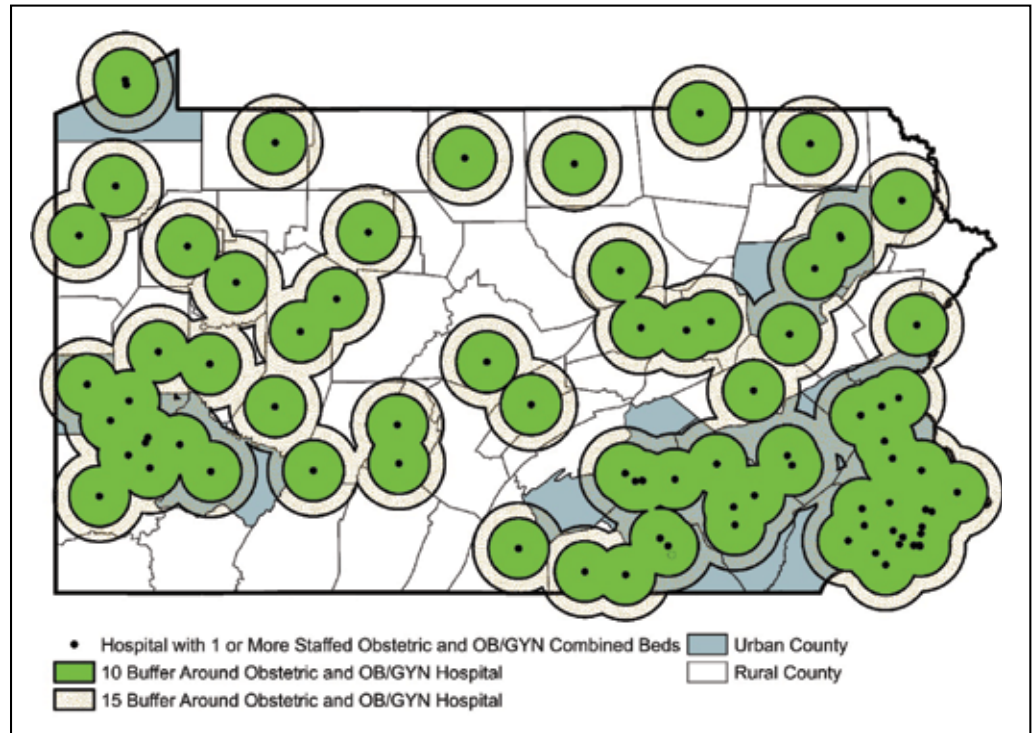 Hospital with 1 or More Staffed Obstetric and OB/GYN Combined Beds
Urban County
10 Buffer Around Obstetric and OB/GYN Hospital
Rural County
15 Buffer Around Obstetric and OB/GYN Hospital